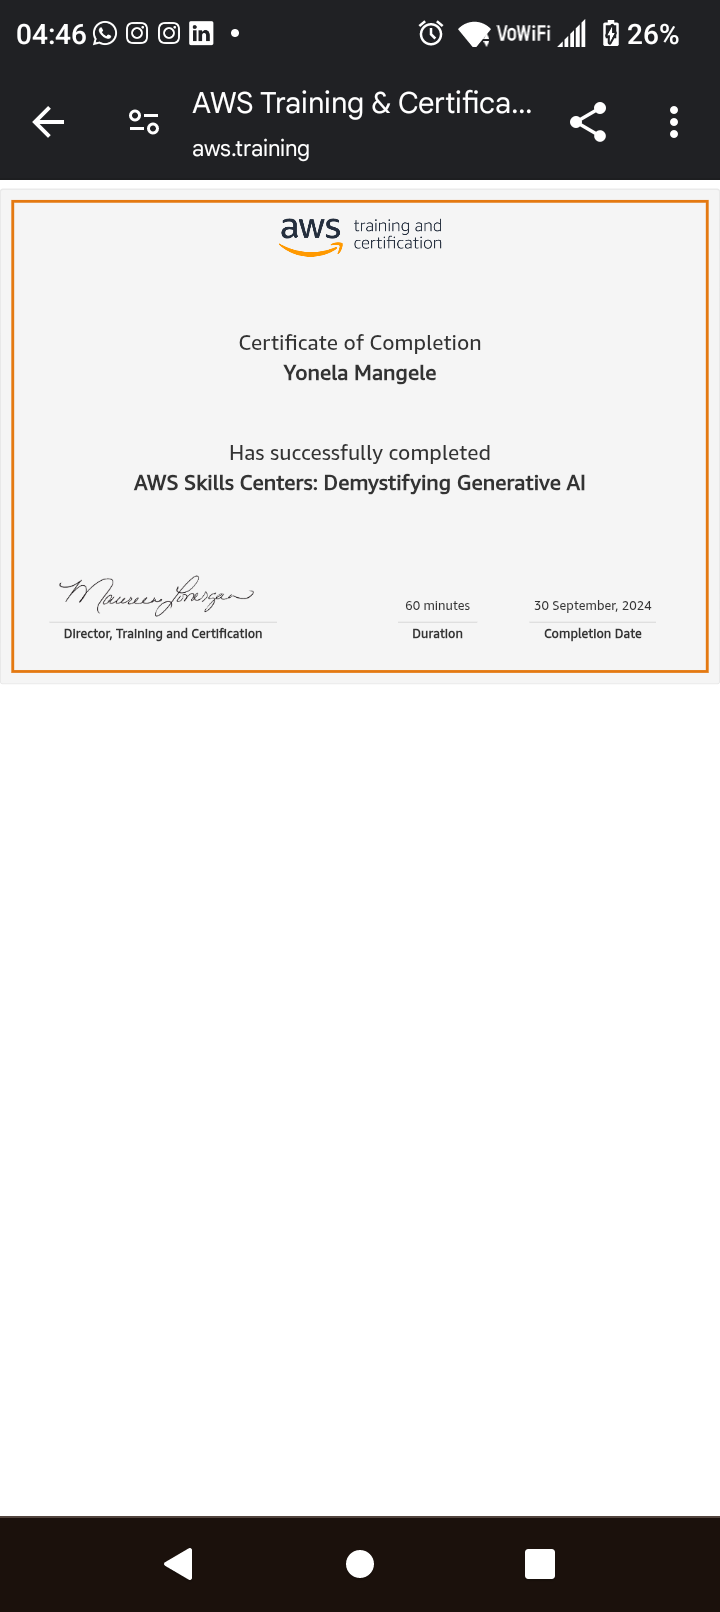 04:46 VoWiFi 26%
AWS Training & Certifica...
aws.training
aws training and
certification
Certificate of Completion
Yonela Mangele
Has successfully completed
AWS Skills Centers: Demystifying Generative AI
Maureen Lonergan
60 minutes 30 September, 2024
Director, Training and Certification Duration Completion Date